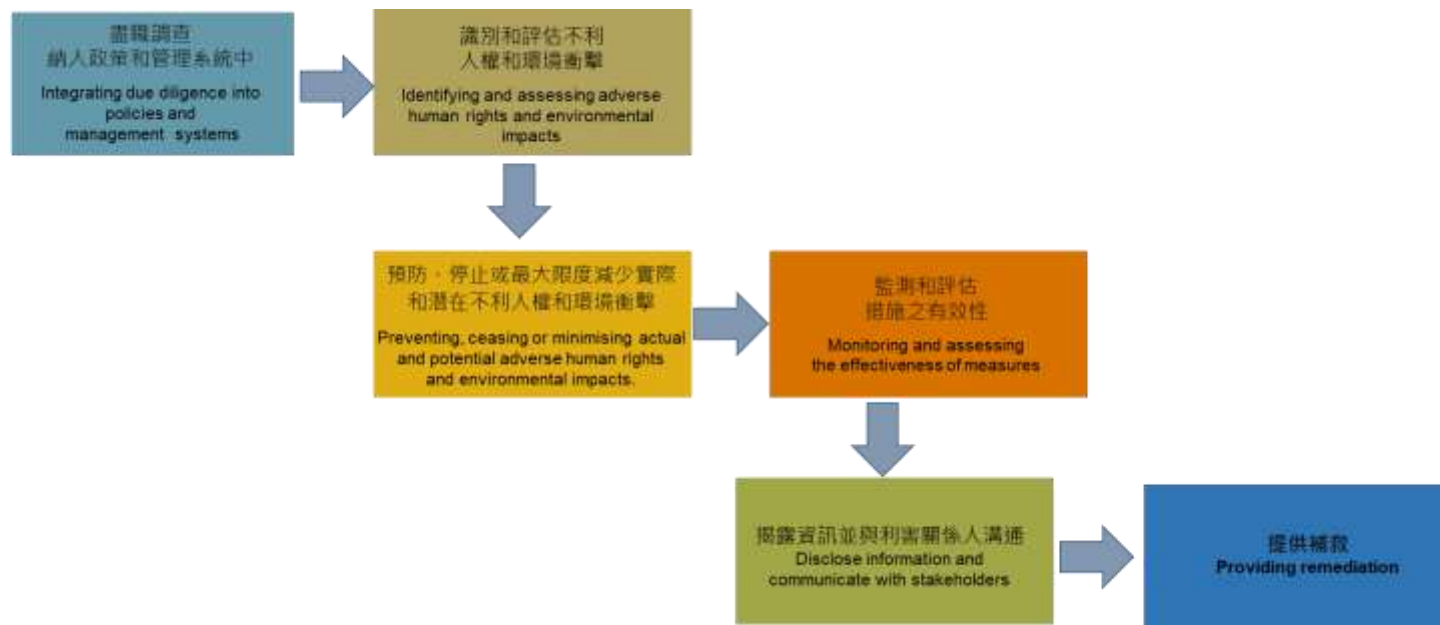 盡職調查
納入政策和管理系統中
Integrating due diligence into
policies and
management systems
識別和評估不利
人權和環境衝擊
Identifying and assessing adverse
human rights and environmental
impacts
預防、停止或最大限度減少實際
和潛在不利人權和環境衝擊
Preventing, ceasing or minimising actual
and potential adverse human rights
and environmental impacts.
監測和評估
措施之有效性
Monitoring and assessing
the effectiveness of measures
揭露資訊並與利害關係人溝通
Disclose information and
communicate with stakeholders
提供補救
Providing remediation